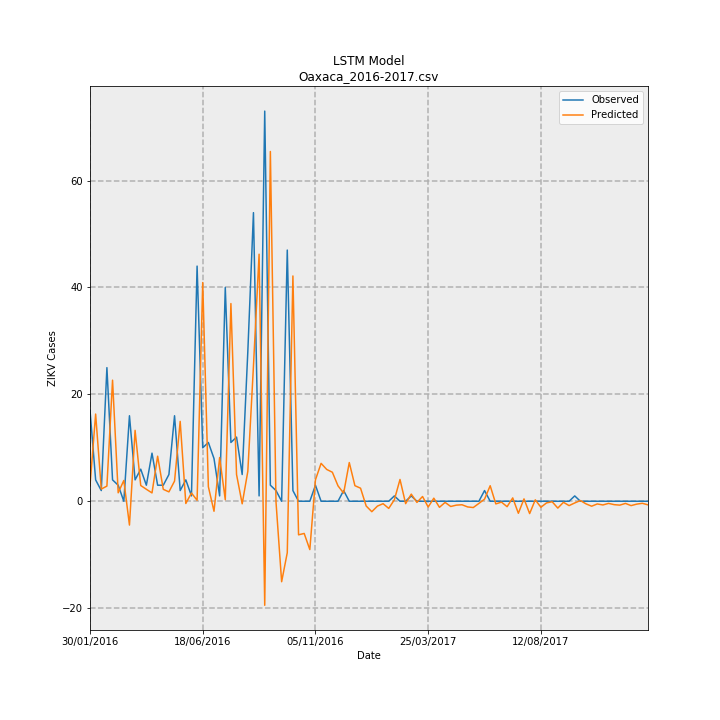 LSTM Model
Oaxaca_2016-2017.csv
Observed
Predicted
ZIKV Cases
60
40
20
0
−20
30/01/2016
18/06/2016
05/11/2016
25/03/2017
12/08/2017
Date